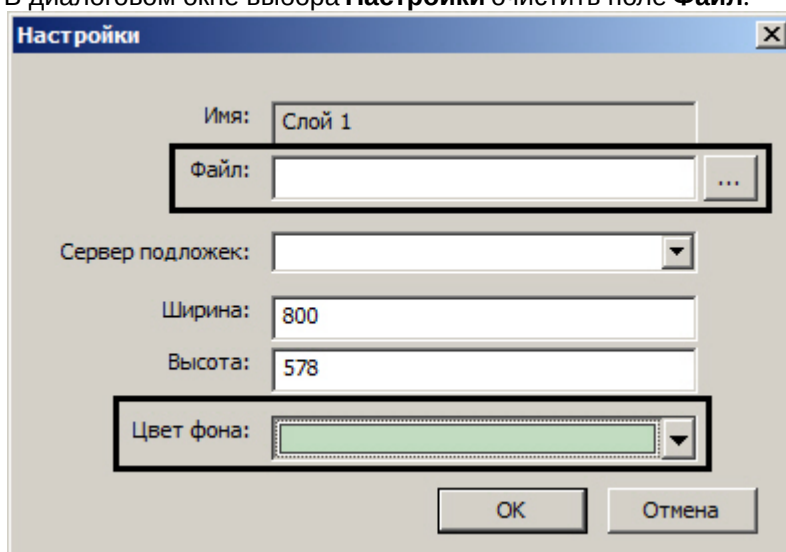 В диалоговом окне выбора Настройки очистить поле Файл.
Настройки
Имя: Слой 1
Файл: ...
Сервер подложек:
Ширина: 800
Высота: 578
Цвет фона:
OK Отмена